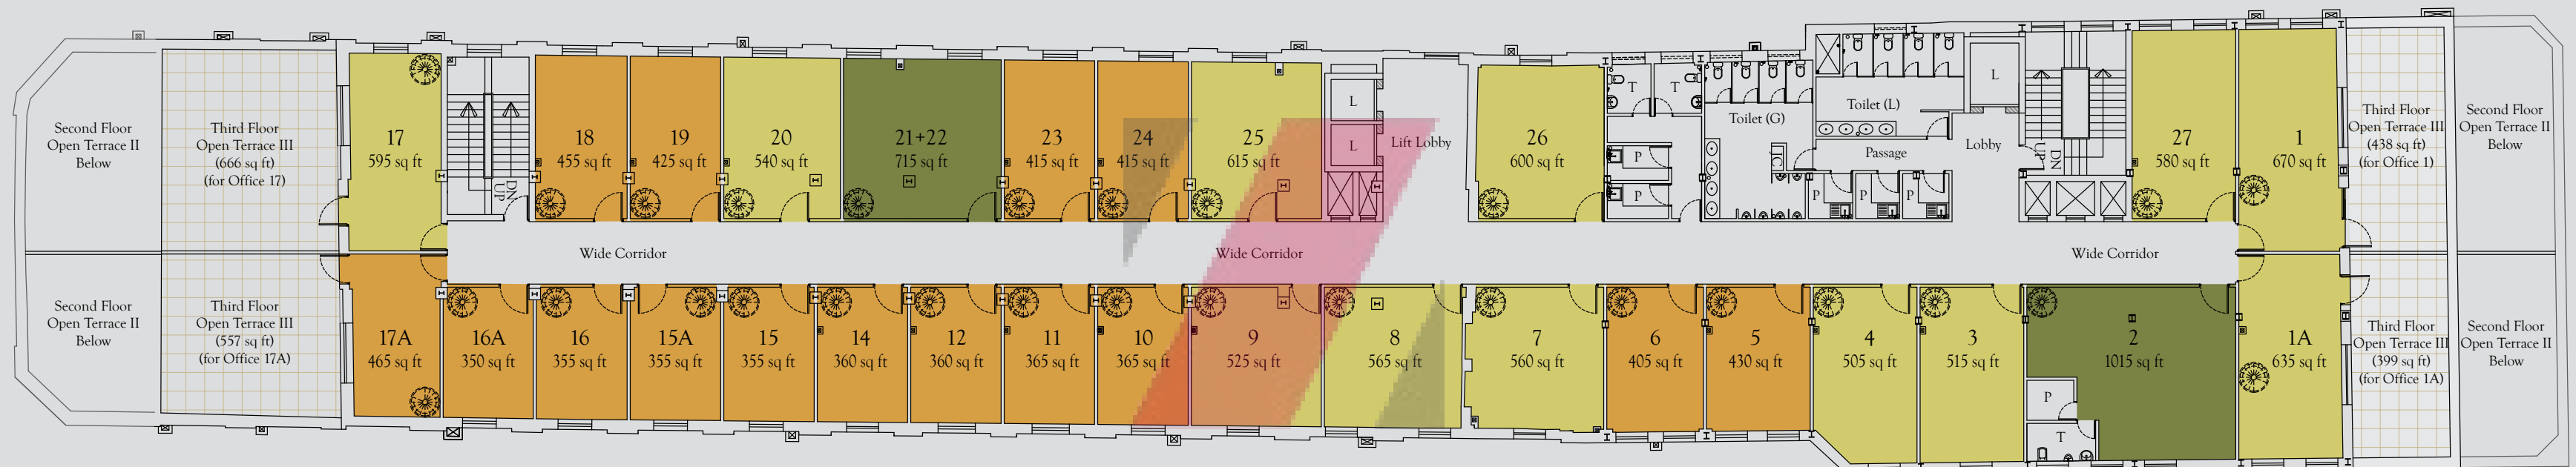 Second Floor
Open Terrace II
Below
Third Floor
Open Terrace III
(666 sq ft)
(for Office 17)
17
595 sq ft
DN
UP
18
455 sq ft
19
425 sq ft
20
540 sq ft
21+22
715 sq ft
23
415 sq ft
24
415 sq ft
25
615 sq ft
L
L
Lift Lobby
26
600 sq ft
T
T
P
P
Toilet (G)
JC
Toilet (L)
Passage
P
P
P
L
Lobby
UP
DN
27
580 sq ft
1
670 sq ft
Third Floor
Open Terrace III
(438 sq ft)
(for Office 1)
Second Floor
Open Terrace II
Below
Wide Corridor
Wide Corridor
Wide Corridor
Second Floor
Open Terrace II
Below
Third Floor
Open Terrace III
(557 sq ft)
(for Office 17A)
17A
465 sq ft
16A
350 sq ft
16
355 sq ft
15A
355 sq ft
15
355 sq ft
14
360 sq ft
12
360 sq ft
11
365 sq ft
10
365 sq ft
9
525 sq ft
8
565 sq ft
7
560 sq ft
6
405 sq ft
5
430 sq ft
4
505 sq ft
3
515 sq ft
2
1015 sq ft
P
T
1A
635 sq ft
Third Floor
Open Terrace III
(399 sq ft)
(for Office 1A)
Second Floor
Open Terrace II
Below